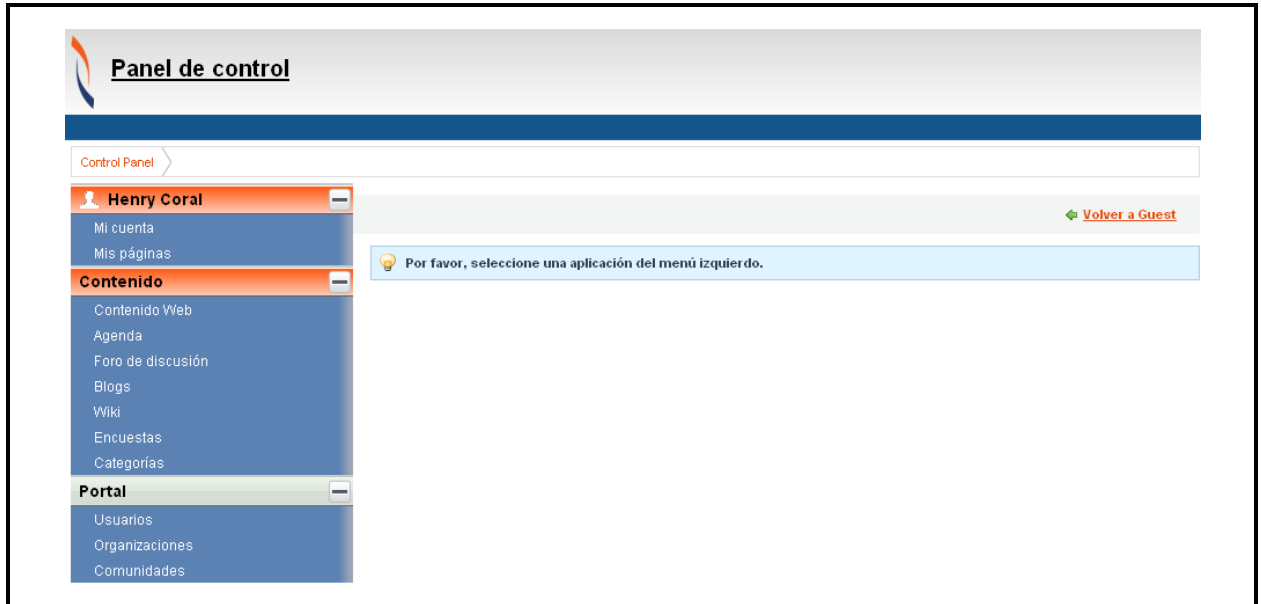 Panel de control
Control Panel
Henry Coral
Mi cuenta
Mis páginas
Contenido
Contenido Web
Agenda
Foro de discusión
Blogs
Wiki
Encuestas
Categorías
Portal
Usuarios
Organizaciones
Comunidades
Volver a Guest
Por favor, seleccione una aplicación del menú izquierdo.